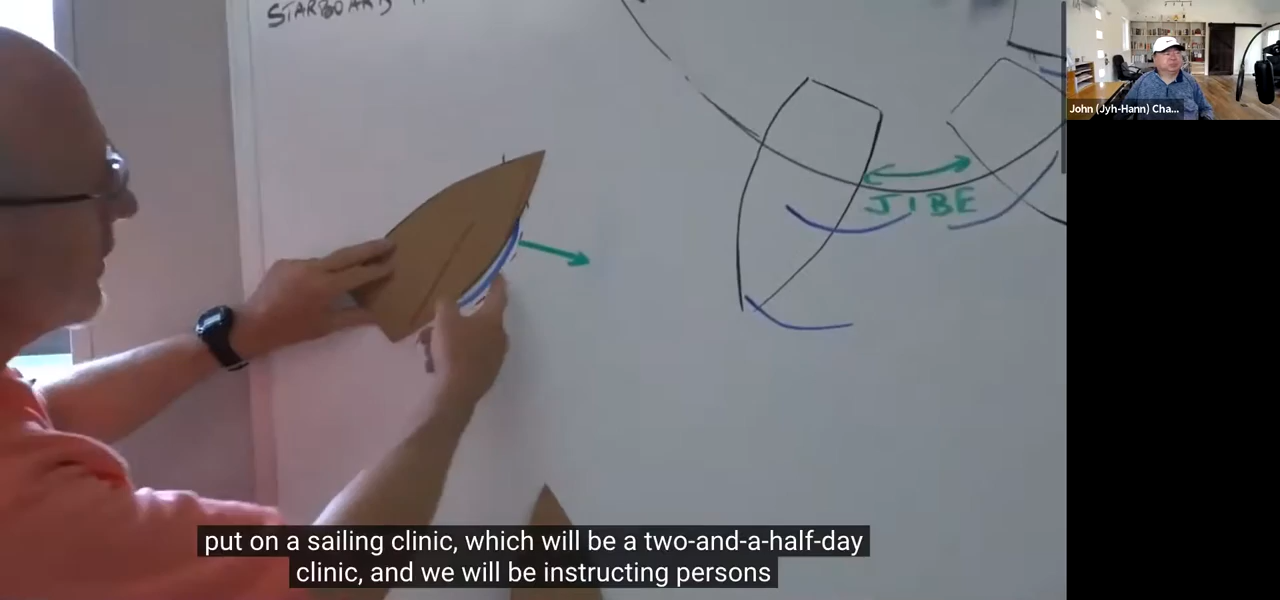 STARBOARD
JIBE
John (Jyh-Hann) Cha...
put on a sailing clinic, which will be a two-and-a-half-day
clinic, and we will be instructing persons